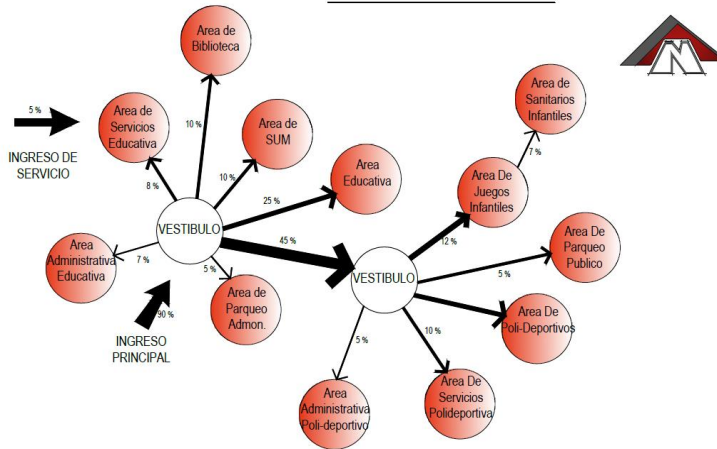 Area de
Biblioteca
5 %
INGRESO DE
SERVICIO
Area de
Servicios
Educativa
10 %
Area de
SUM
Area De
Sanitarios
Infantiles
7 %
8 %
10 %
Area
Educativa
25 %
Area De
Juegos
Infantiles
VESTIBULO
45 %
12 %
Area De
Parqueo
Publico
Area
Administrativa
Educativa
7 %
5 %
VESTIBULO
5 %
Area de
Parqueo
Admon.
90 %
INGRESO
PRINCIPAL
Area De
Poli-Deportivos
5 %
10 %
Area
Administrativa
Poli-deportivo
Area De
Servicios
Polideportiva